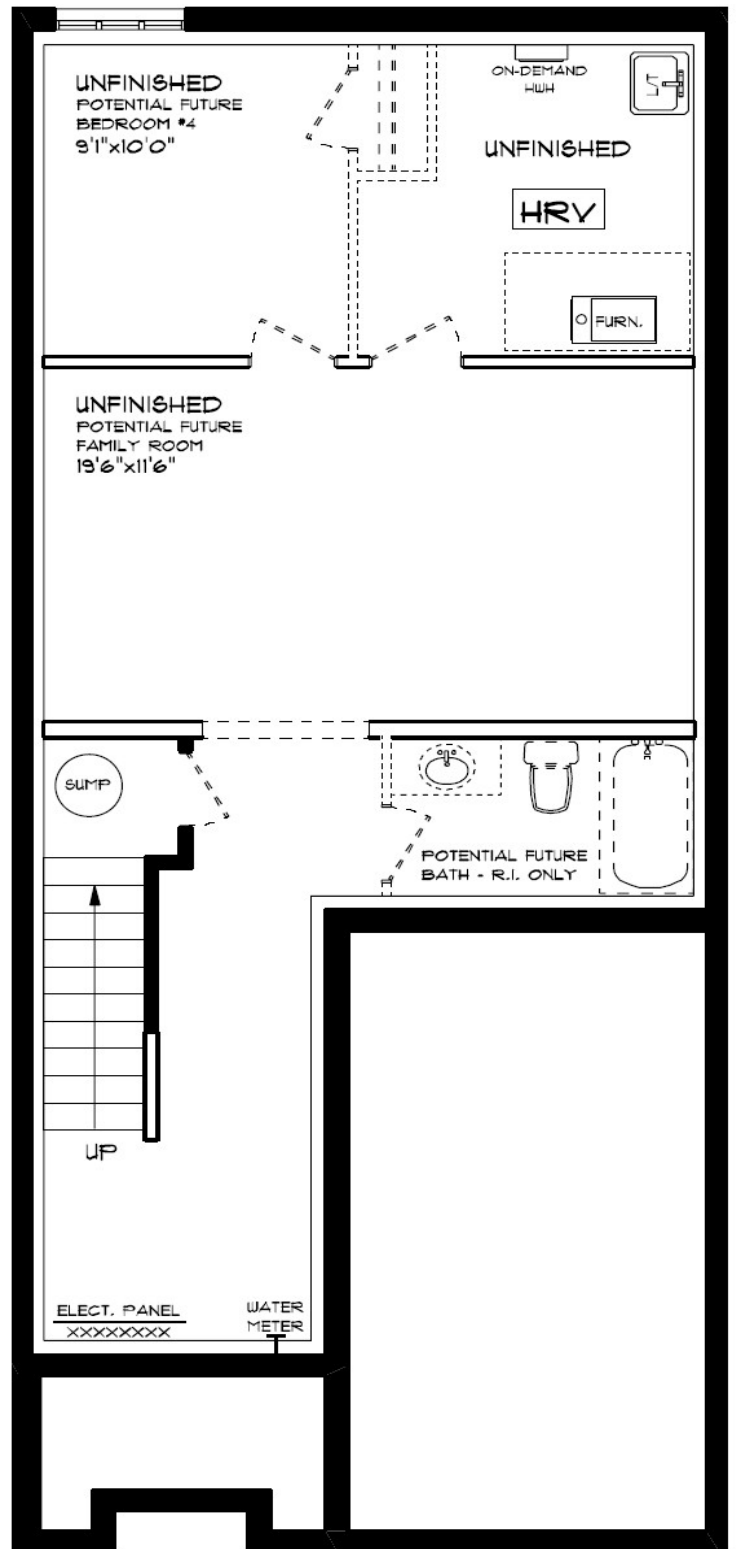 UNFINISHED
POTENTIAL FUTURE
BEDROOM #4
9'1"x10'0"
ON-DEMAND
HWH
L/T
UNFINISHED
HRV
FURN.
UNFINISHED
POTENTIAL FUTURE
FAMILY ROOM
19'6"x11'6"
SUMP
POTENTIAL FUTURE
BATH - R.I. ONLY
UP
ELECT. PANEL
XXXXXXXX
WATER
METER